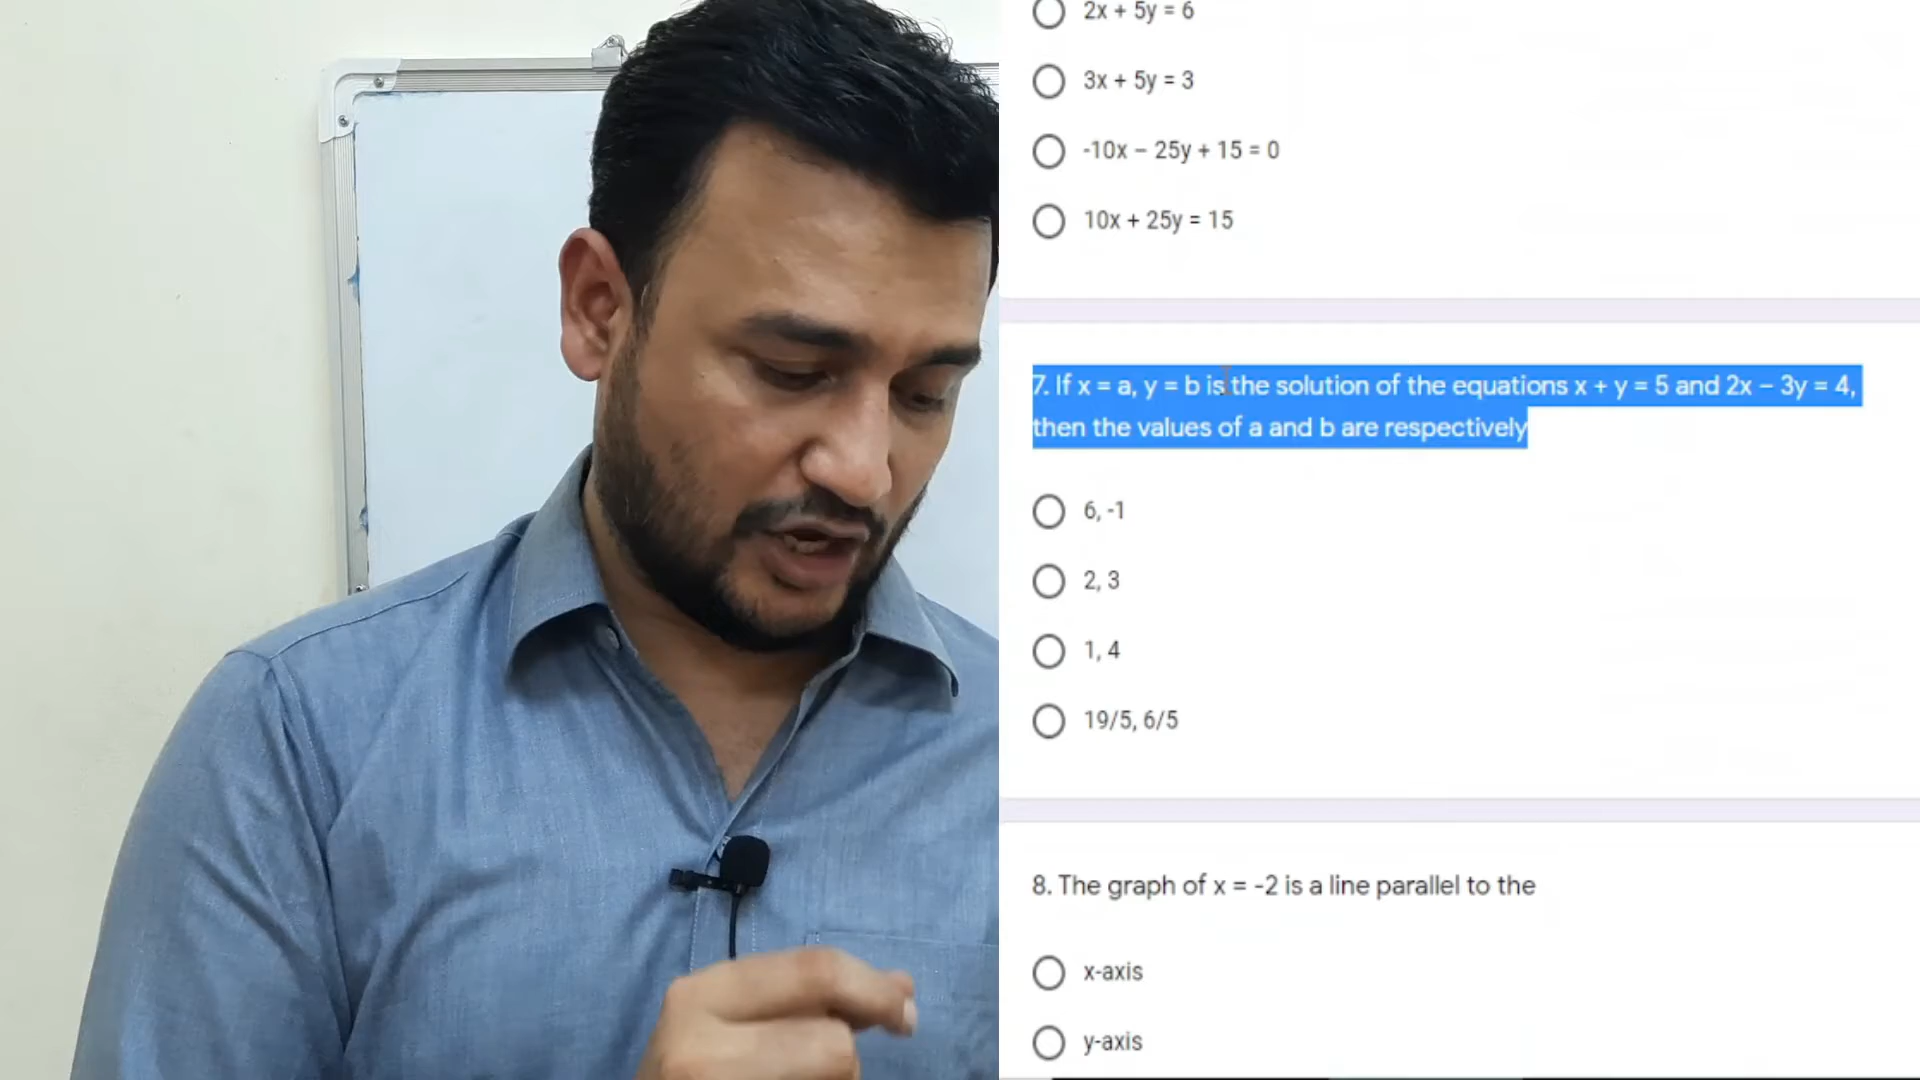 2x + 5y = 6
3x + 5y = 3
-10x – 25y + 15 = 0
10x + 25y = 15
7. If x = a, y = b is the solution of the equations x + y = 5 and 2x – 3y = 4,
then the values of a and b are respectively
6, -1
2, 3
1, 4
19/5, 6/5
8. The graph of x = -2 is a line parallel to the
x-axis
y-axis